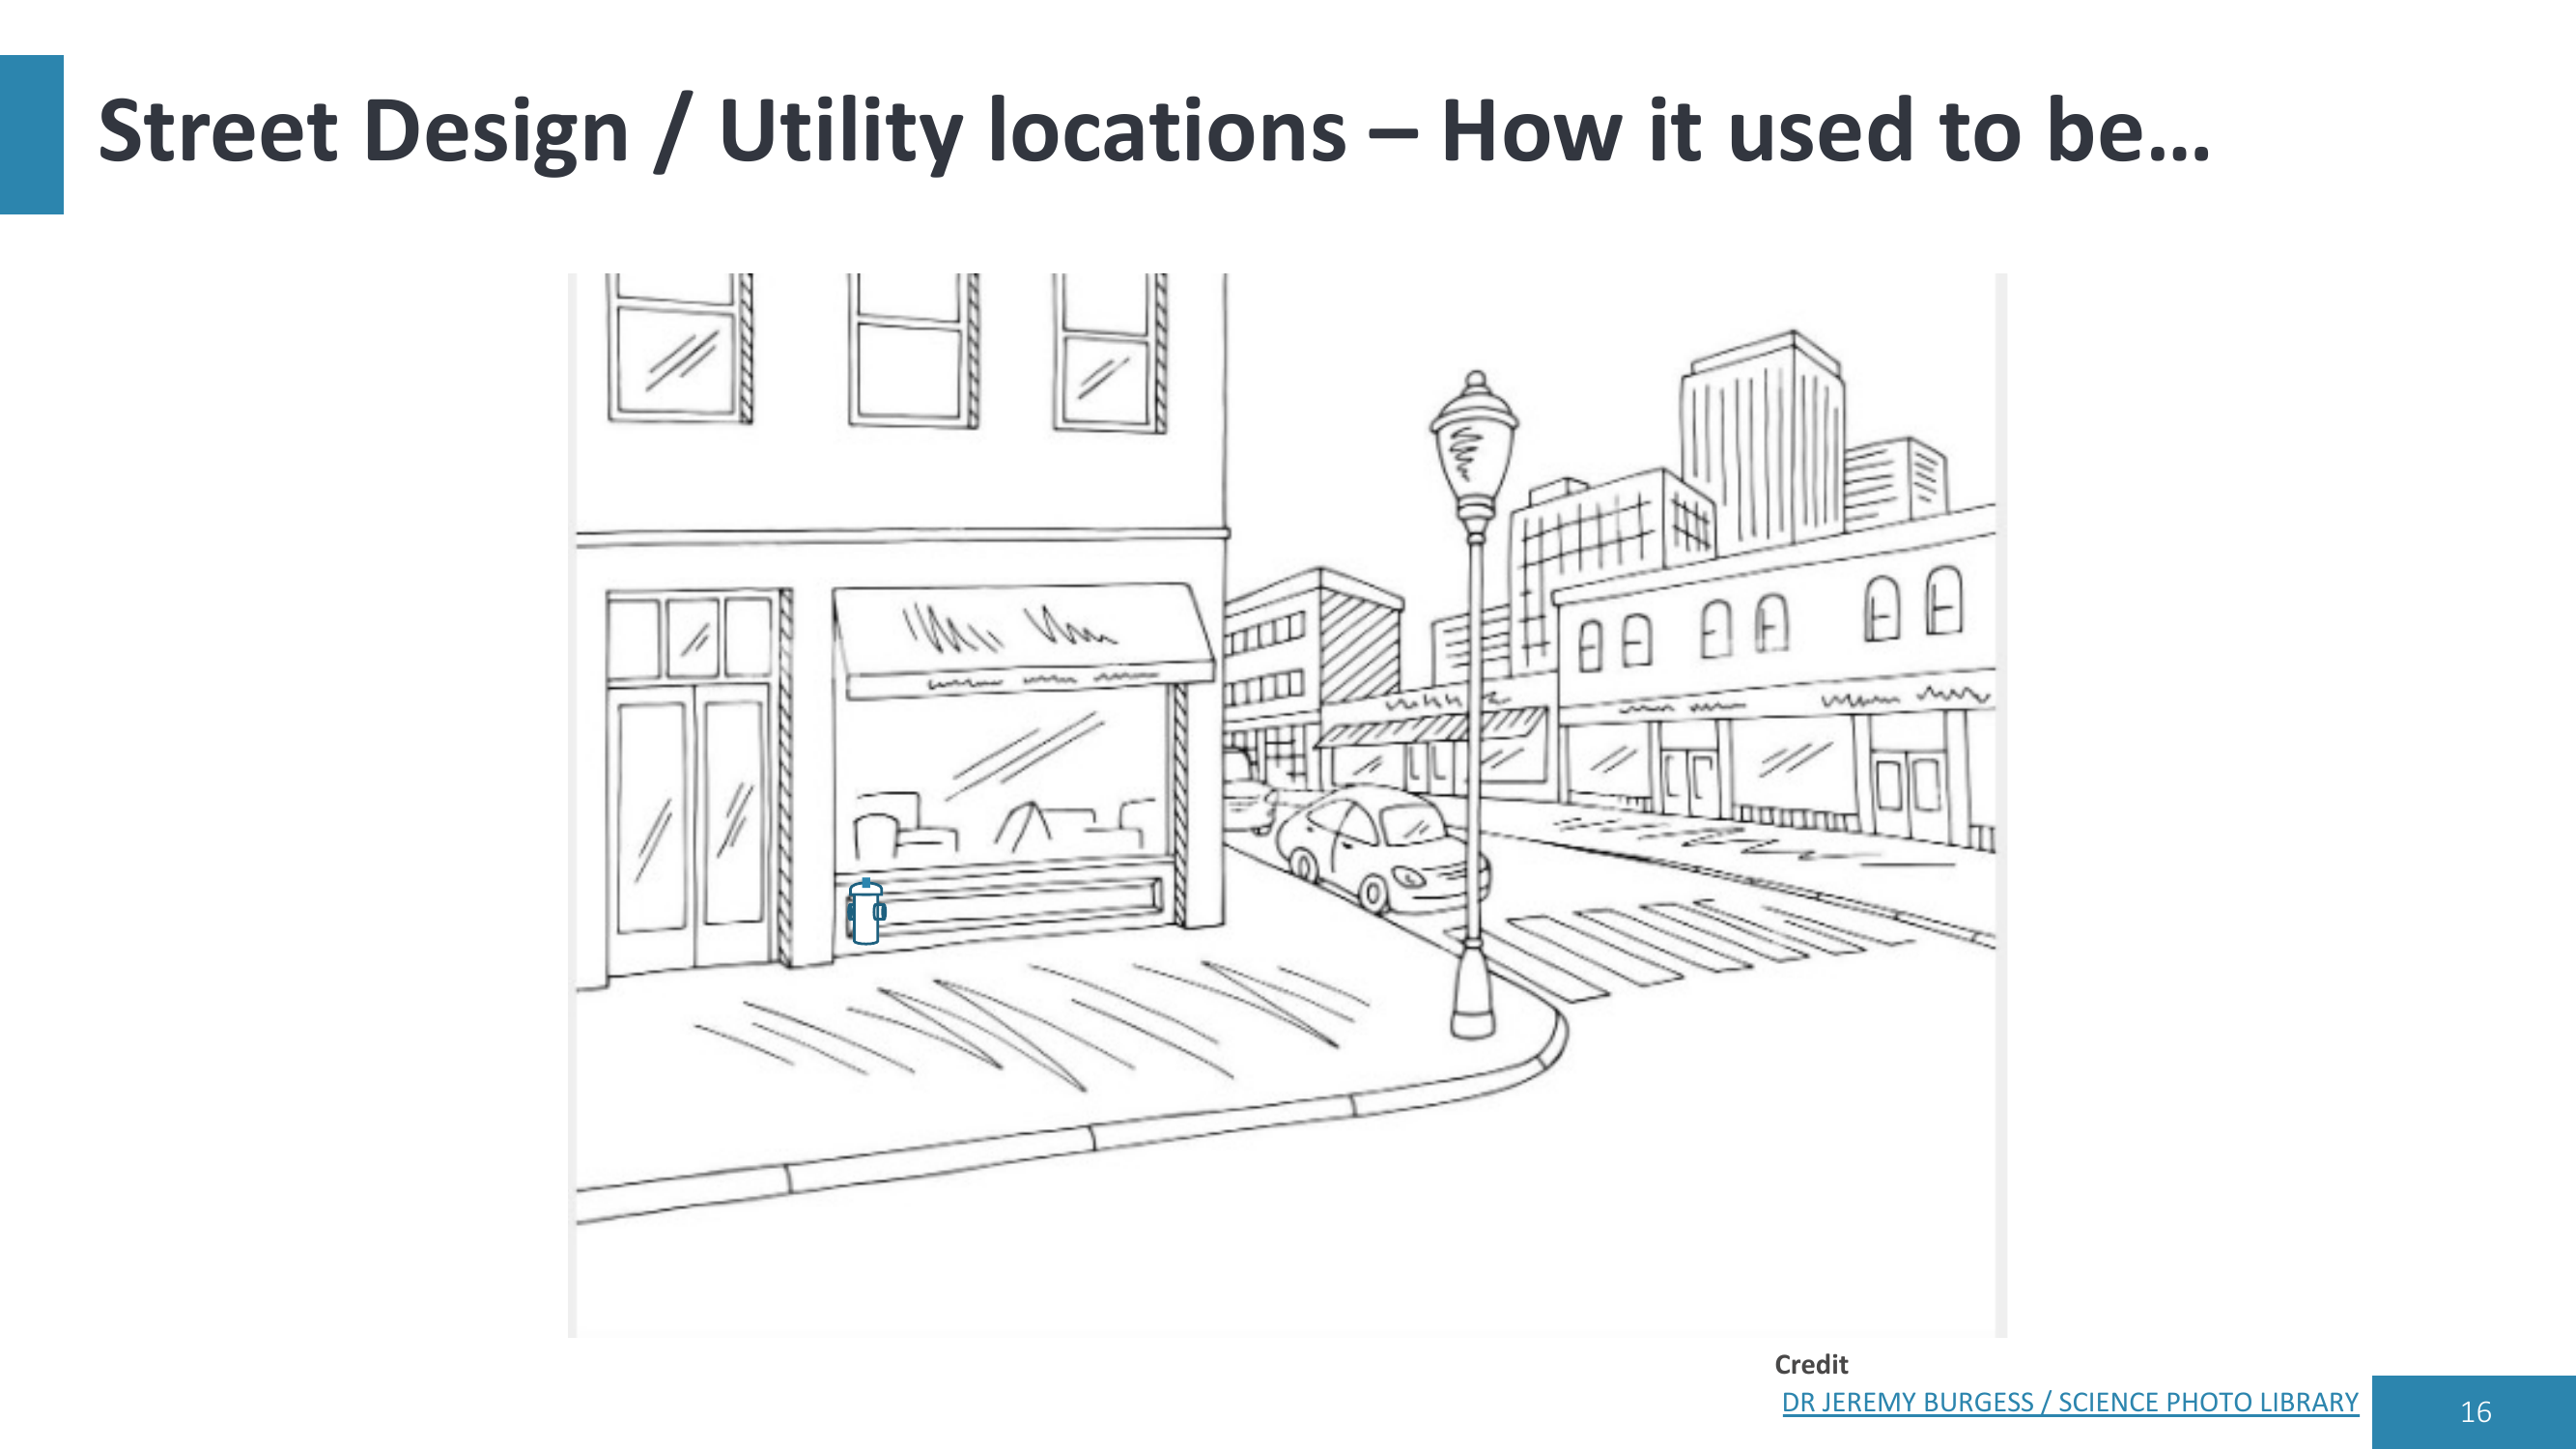 Street Design / Utility locations – How it used to be…
Credit
DR JEREMY BURGESS / SCIENCE PHOTO LIBRARY
16